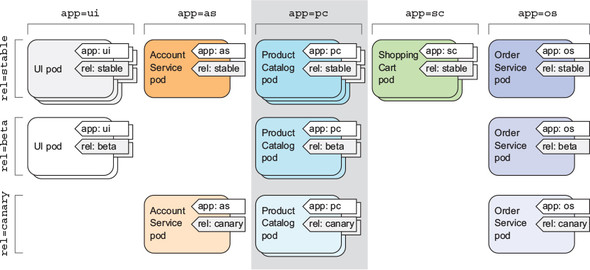 app=ui
app=as
app=pc
app=sc
app=os
rel=stable
UI pod
app: ui
rel: stable
Account
Service
pod
app: as
rel: stable
Product
Catalog
pod
app: pc
rel: stable
Shopping
Cart
pod
app: sc
rel: stable
Order
Service
pod
app: os
rel: stable
rel=beta
UI pod
app: ui
rel: beta
Product
Catalog
pod
app: pc
rel: beta
Order
Service
pod
app: os
rel: beta
rel=canary
Account
Service
pod
app: as
rel: canary
Product
Catalog
pod
app: pc
rel: canary
Order
Service
pod
app: os
rel: canary